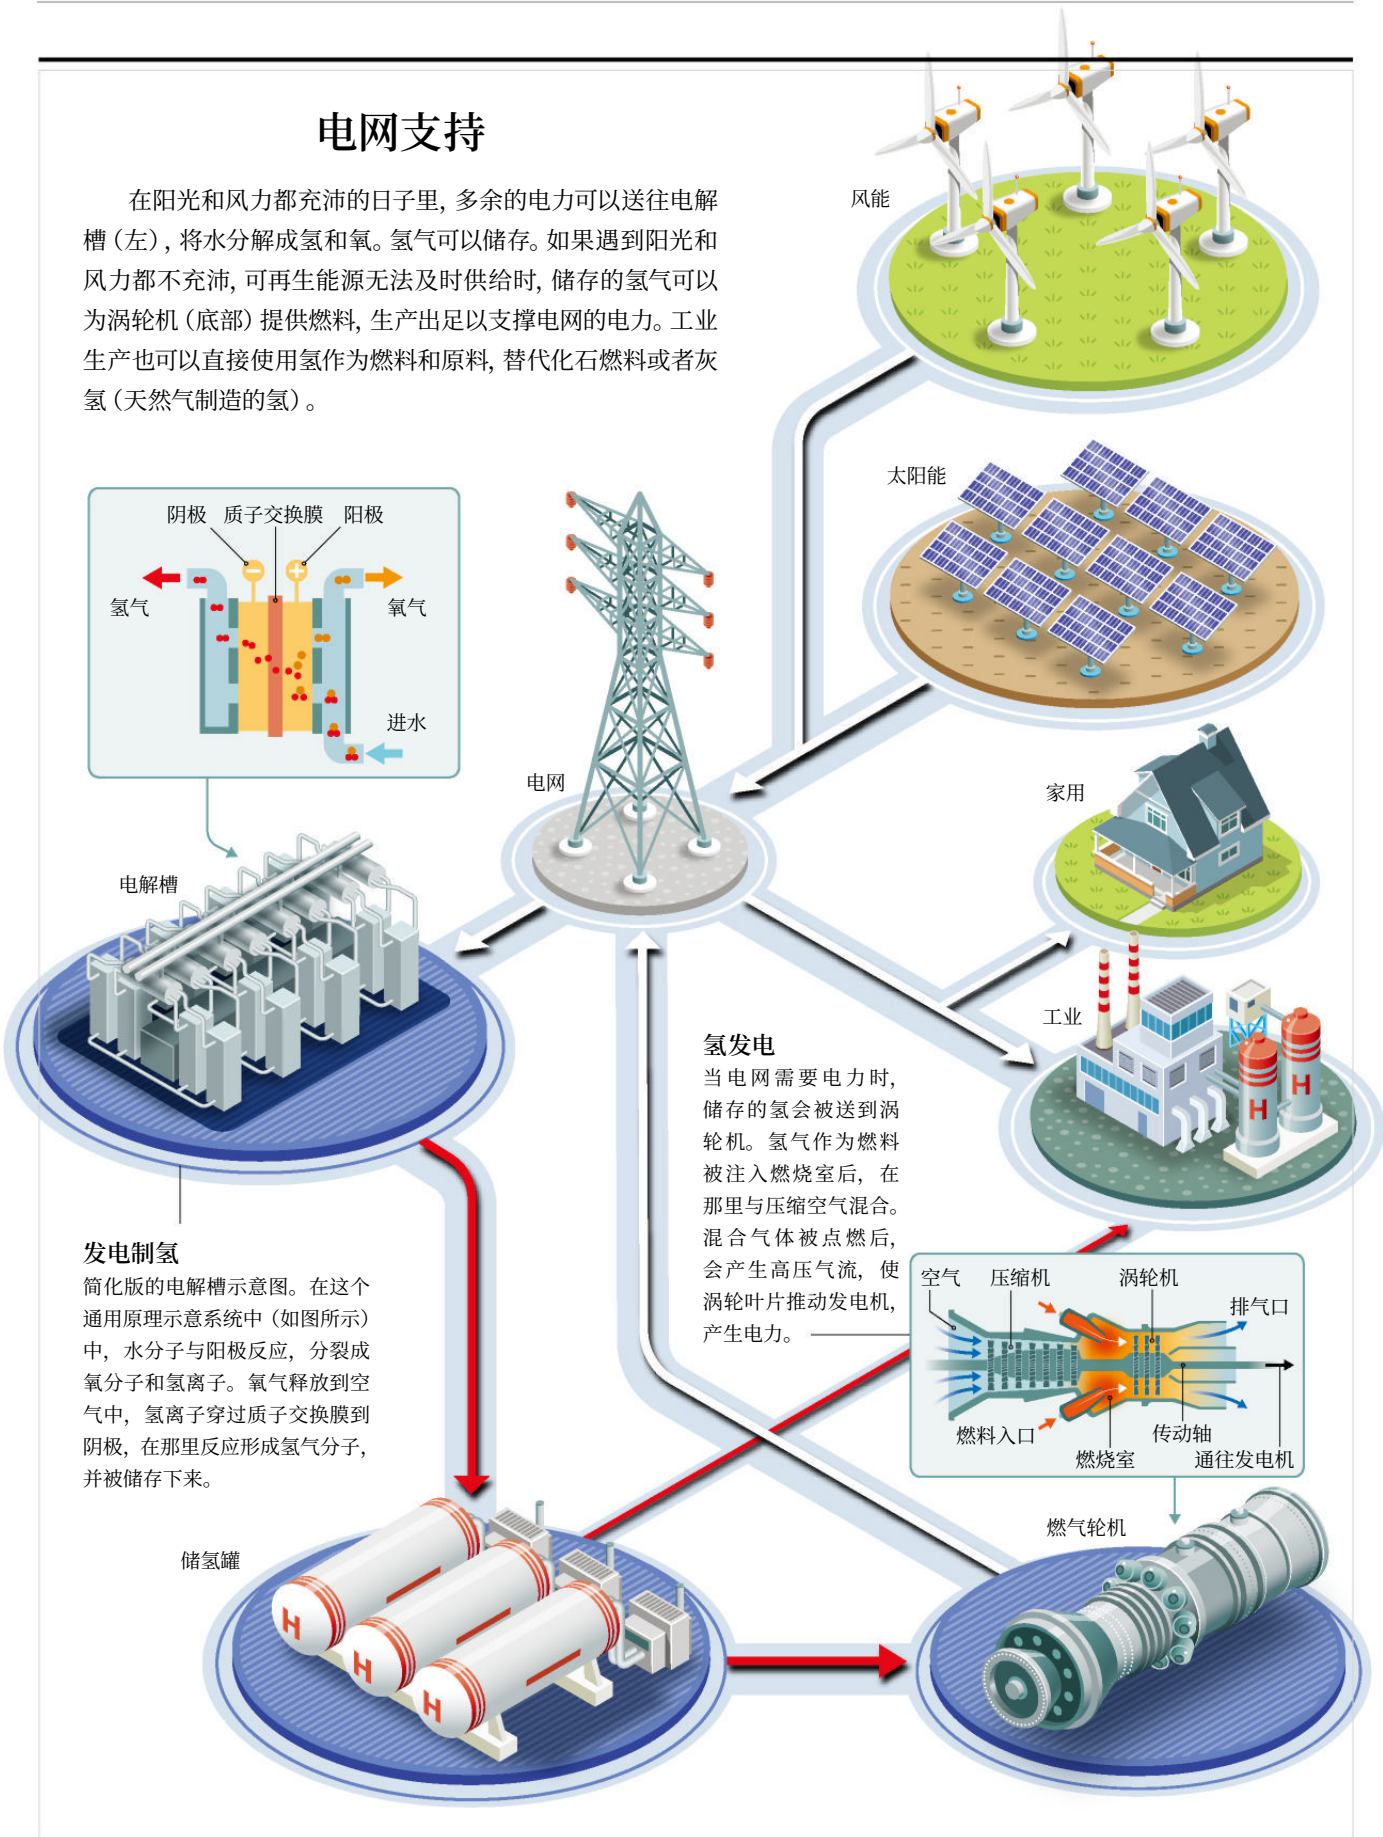 电网支持
在阳光和风力都充沛的日子里，多余的电力可以送往电解
槽（左），将水分解成氢和氧。氢气可以储存。如果遇到阳光和
风力都不充沛，可再生能源无法及时供给时，储存的氢气可以
为涡轮机（底部）提供燃料，生产出足以支撑电网的电力。工业
生产也可以直接使用氢作为燃料和原料，替代化石燃料或者灰
氢（天然气制造的氢）。
风能
太阳能
阴极 质子交换膜 阳极
氢气 氧气
进水
电网
家用
电解槽
工业
氢发电
当电网需要电力时，
储存的氢会被送到涡
轮机。氢气作为燃料
被注入燃烧室后，在
那里与压缩空气混合。
混合气体被点燃后，
会产生高压气流，使
涡轮叶片推动发电机，
产生电力。
H H
发电制氢
简化版的电解槽示意图。在这个
通用原理示意系统中（如图所示）
中，水分子与阳极反应，分裂成
氧分子和氢离子。氧气释放到空
气中，氢离子穿过质子交换膜到
阴极，在那里反应形成氢气分子，
并被储存下来。
空气 压缩机 涡轮机
排气口
燃料入口 燃烧室 传动轴
通往发电机
燃气轮机
储氢罐
H
H
H